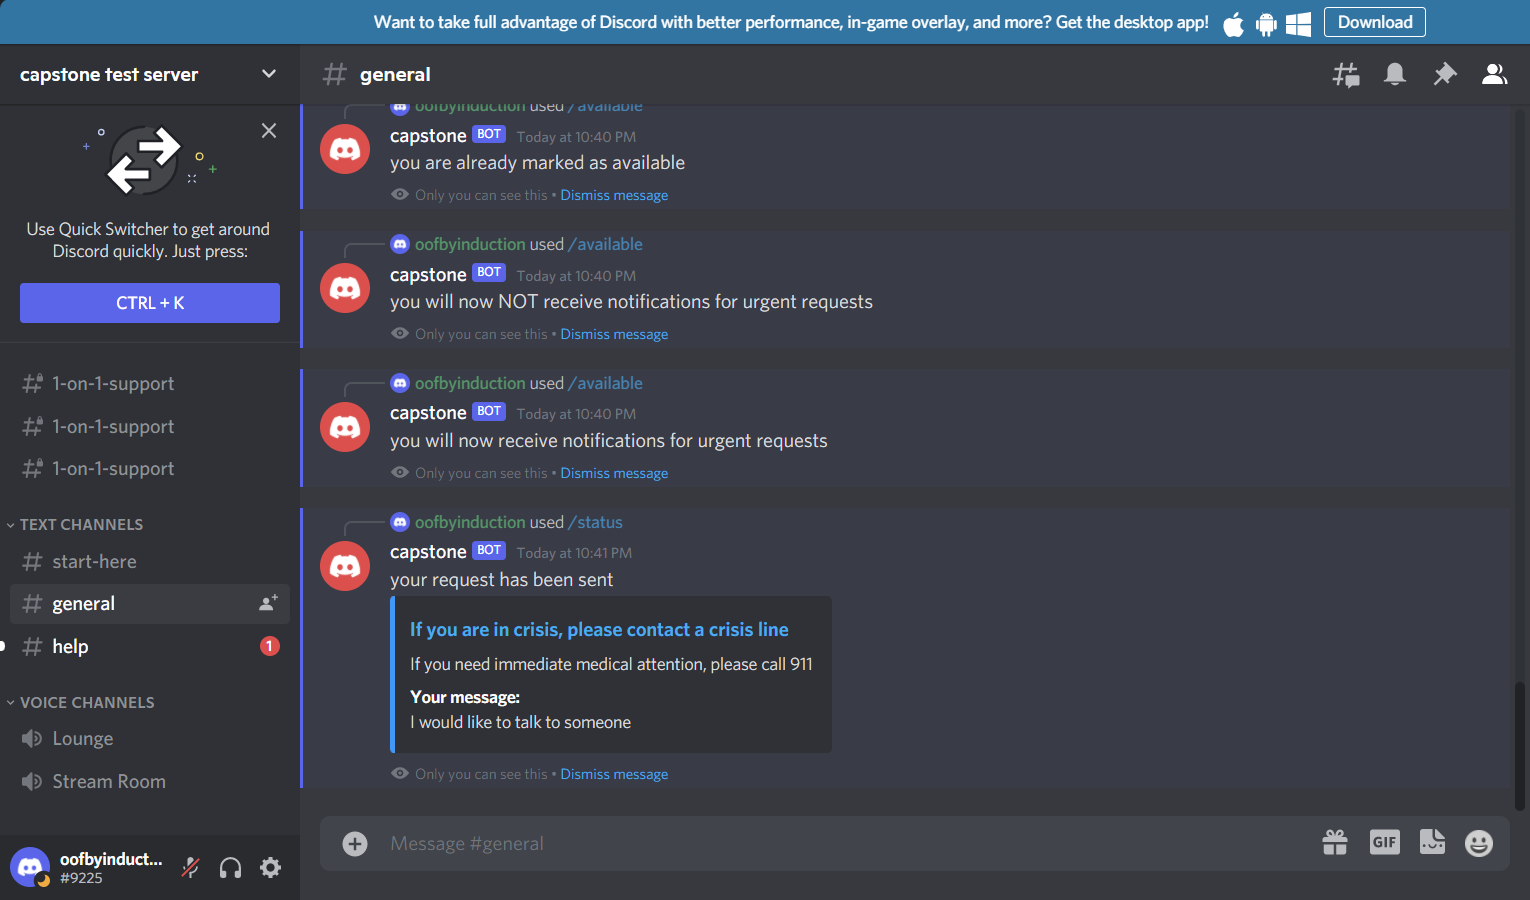 Want to take full advantage of Discord with better performance, in-game overlay, and more? Get the desktop app!
Download
capstone test server
general
Use Quick Switcher to get around
Discord quickly. Just press:
CTRL + K
1-on-1-support
1-on-1-support
1-on-1-support
TEXT CHANNELS
start-here
general
help
1
VOICE CHANNELS
Lounge
Stream Room
oofbyinduct...
#9225
oofbyinduction used /available
capstone BOT Today at 10:40 PM
you are already marked as available
Only you can see this • Dismiss message
oofbyinduction used /available
capstone BOT Today at 10:40 PM
you will now NOT receive notifications for urgent requests
Only you can see this • Dismiss message
oofbyinduction used /available
capstone BOT Today at 10:40 PM
you will now receive notifications for urgent requests
Only you can see this • Dismiss message
oofbyinduction used /status
capstone BOT Today at 10:41 PM
your request has been sent
If you are in crisis, please contact a crisis line
If you need immediate medical attention, please call 911
Your message:
I would like to talk to someone
Only you can see this • Dismiss message
Message #general
GIF